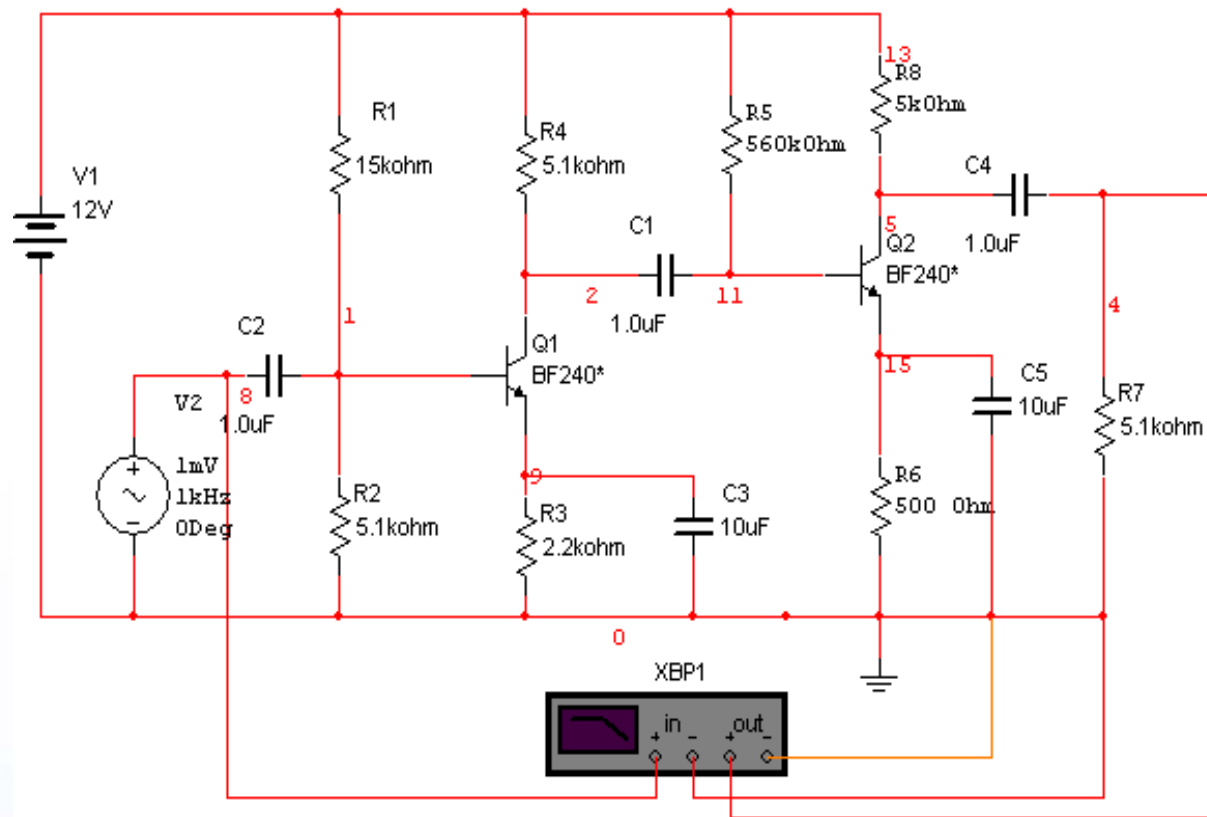 V1
12V
R1
15kohm
R4
5.1kohm
R5
560kOhm
13
R8
5kOhm
C4
1.0uF
C1
1.0uF
2
11
5
Q2
BF240*
1
C2
1.0uF
8
V2
1mV
1kHz
0Deg
Q1
BF240*
15
C5
10uF
4
R7
5.1kohm
R2
5.1kohm
9
R3
2.2kohm
C3
10uF
R6
500 Ohm
0
XBP1
in
out
+
-
+
-